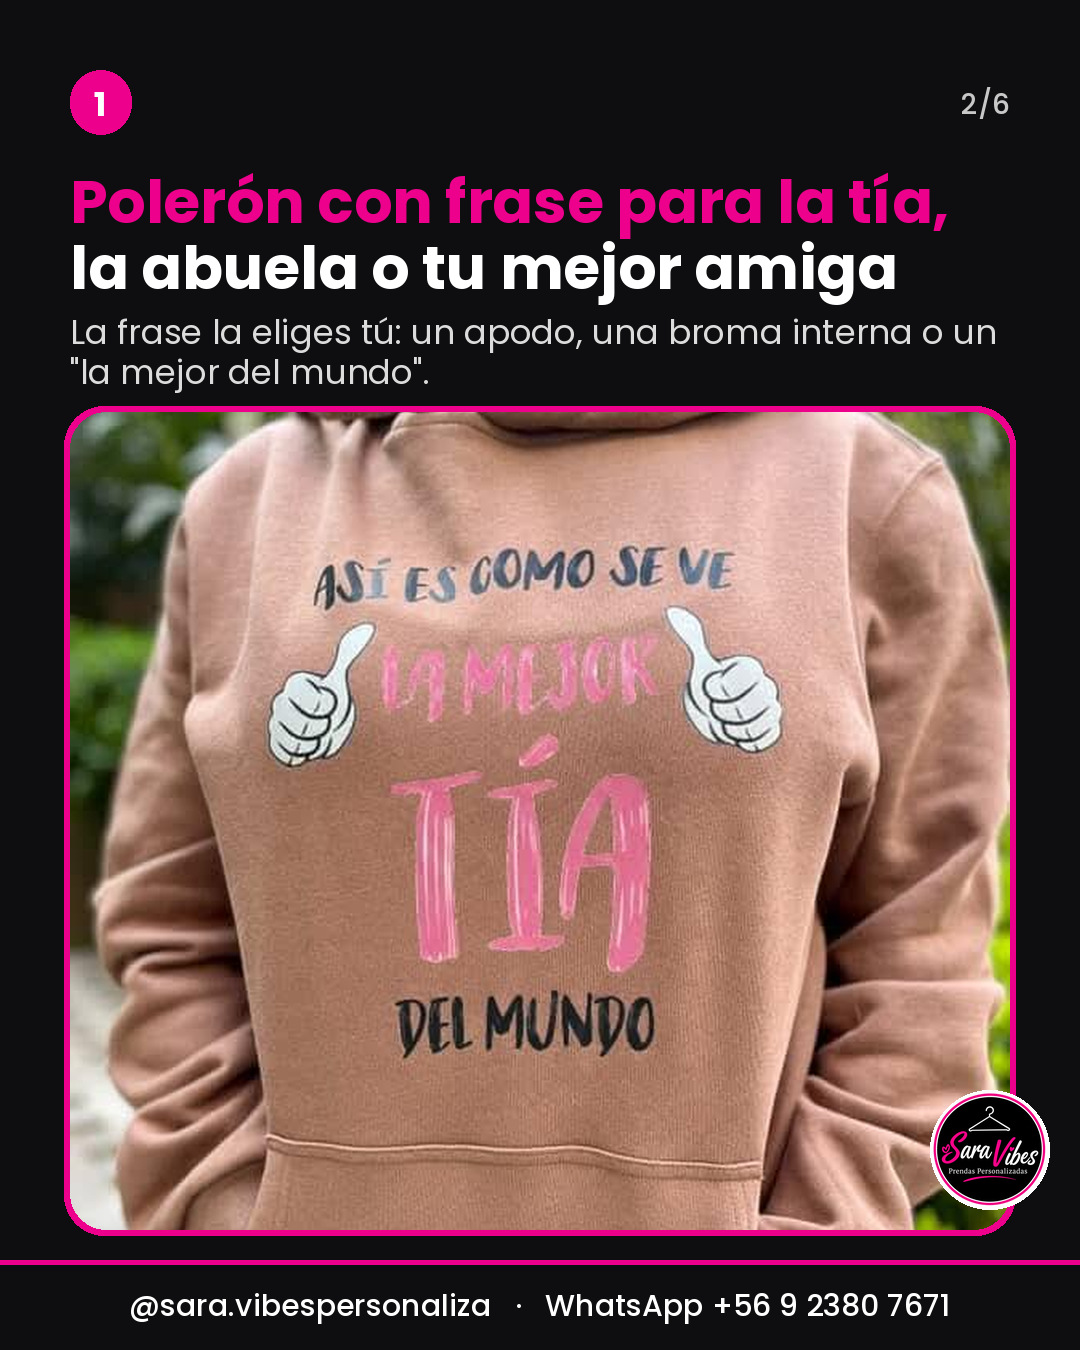 1
2/6
Polerón con frase para la tía,
la abuela o tu mejor amiga
La frase la eliges tú: un apodo, una broma interna o un
"la mejor del mundo".
ASÍ ES COMO SE VE
LA MEJOR
TÍA
DEL MUNDO
Sara Vibes
Prendas Personalizadas
@sara.vibespersonaliza · WhatsApp +56 9 2380 7671